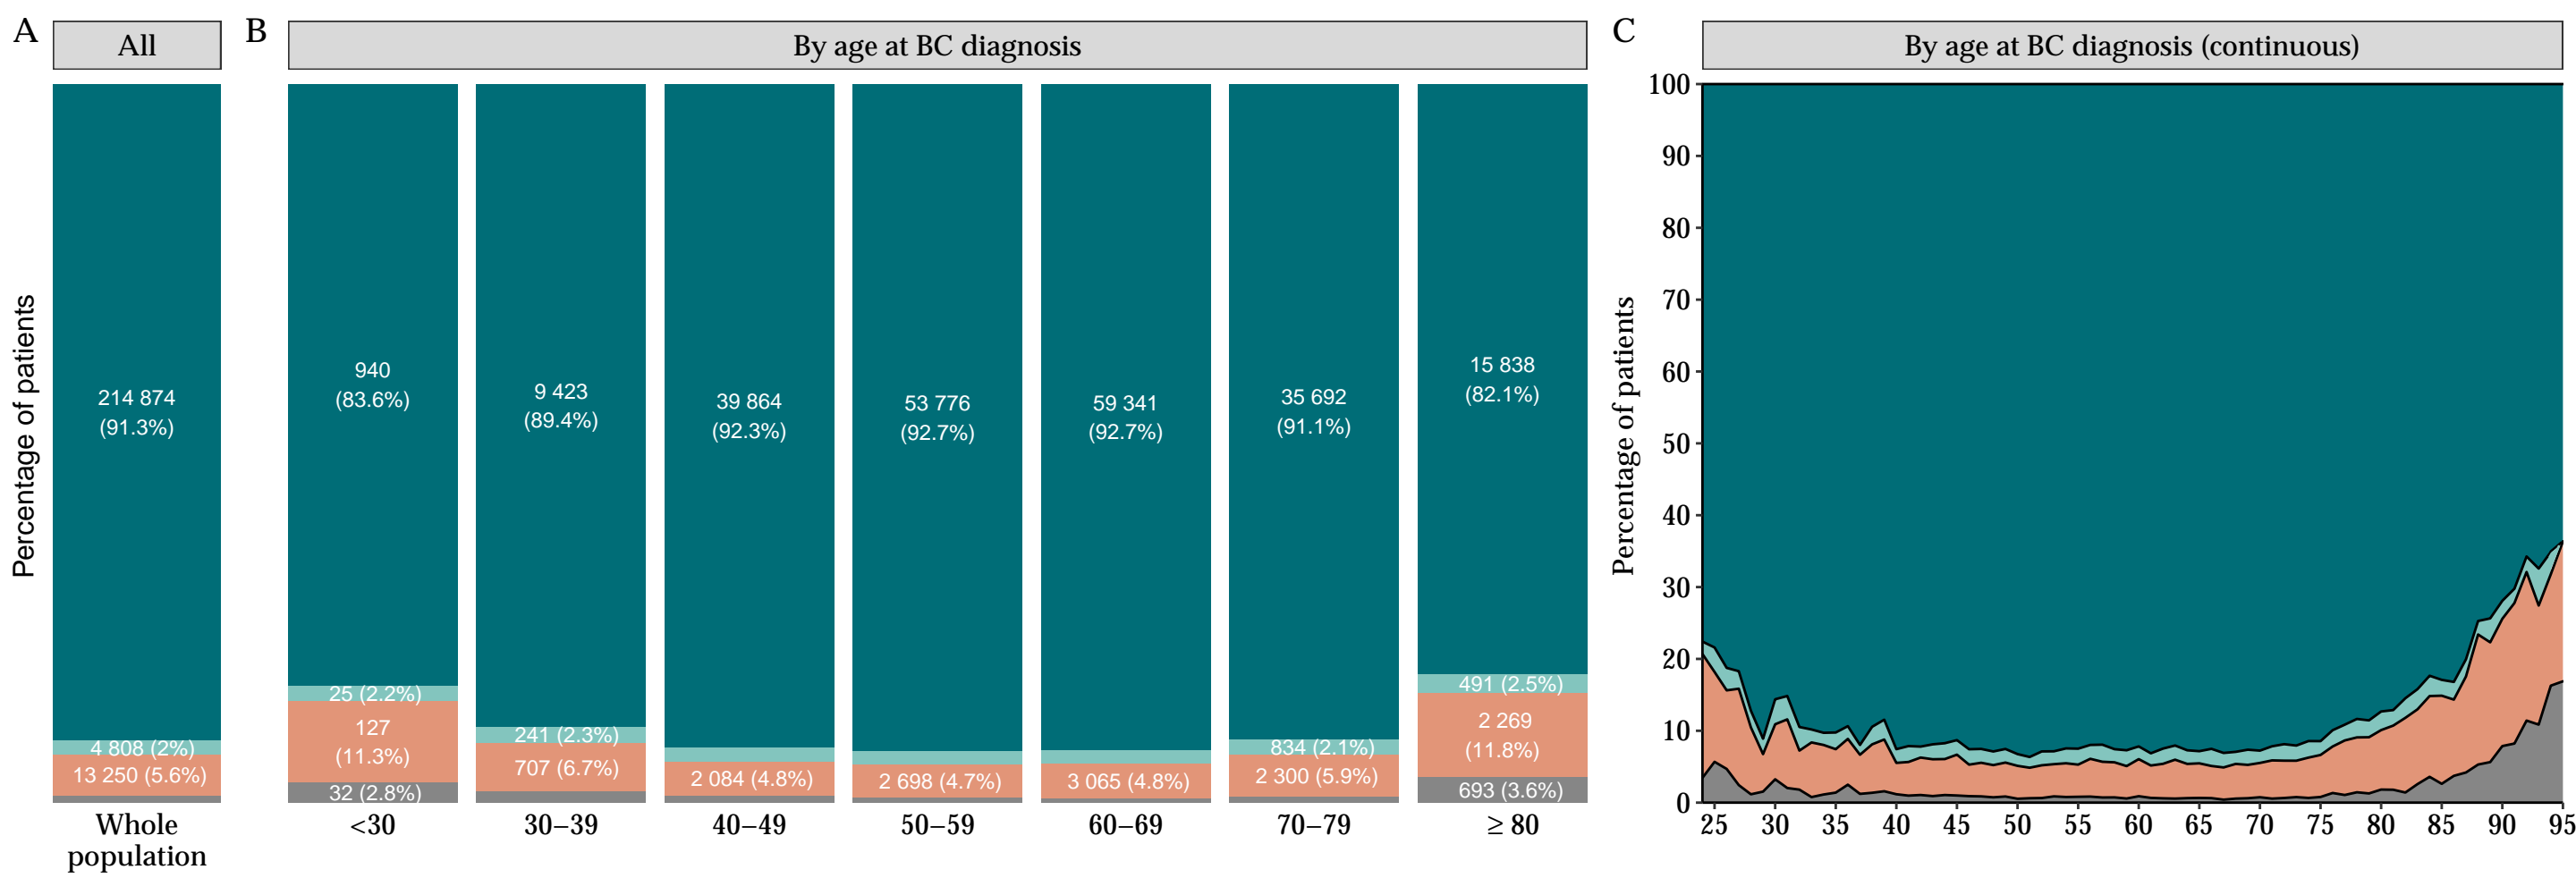 A
All
Percentage of patients
214 874
(91.3%)
4 808 (2%)
13 250 (5.6%)
Whole
population
B
By age at BC diagnosis
940
(83.6%)
25 (2.2%)
127
(11.3%)
32 (2.8%)
<30
9 423
(89.4%)
241 (2.3%)
707 (6.7%)
30–39
39 864
(92.3%)
2 084 (4.8%)
40–49
53 776
(92.7%)
2 698 (4.7%)
50–59
59 341
(92.7%)
3 065 (4.8%)
60–69
35 692
(91.1%)
834 (2.1%)
2 300 (5.9%)
70–79
15 838
(82.1%)
491 (2.5%)
2 269
(11.8%)
693 (3.6%)
≥ 80
C
By age at BC diagnosis (continuous)
Percentage of patients
100
90
80
70
60
50
40
30
20
10
0
25 30 35 40 45 50 55 60 65 70 75 80 85 90 95